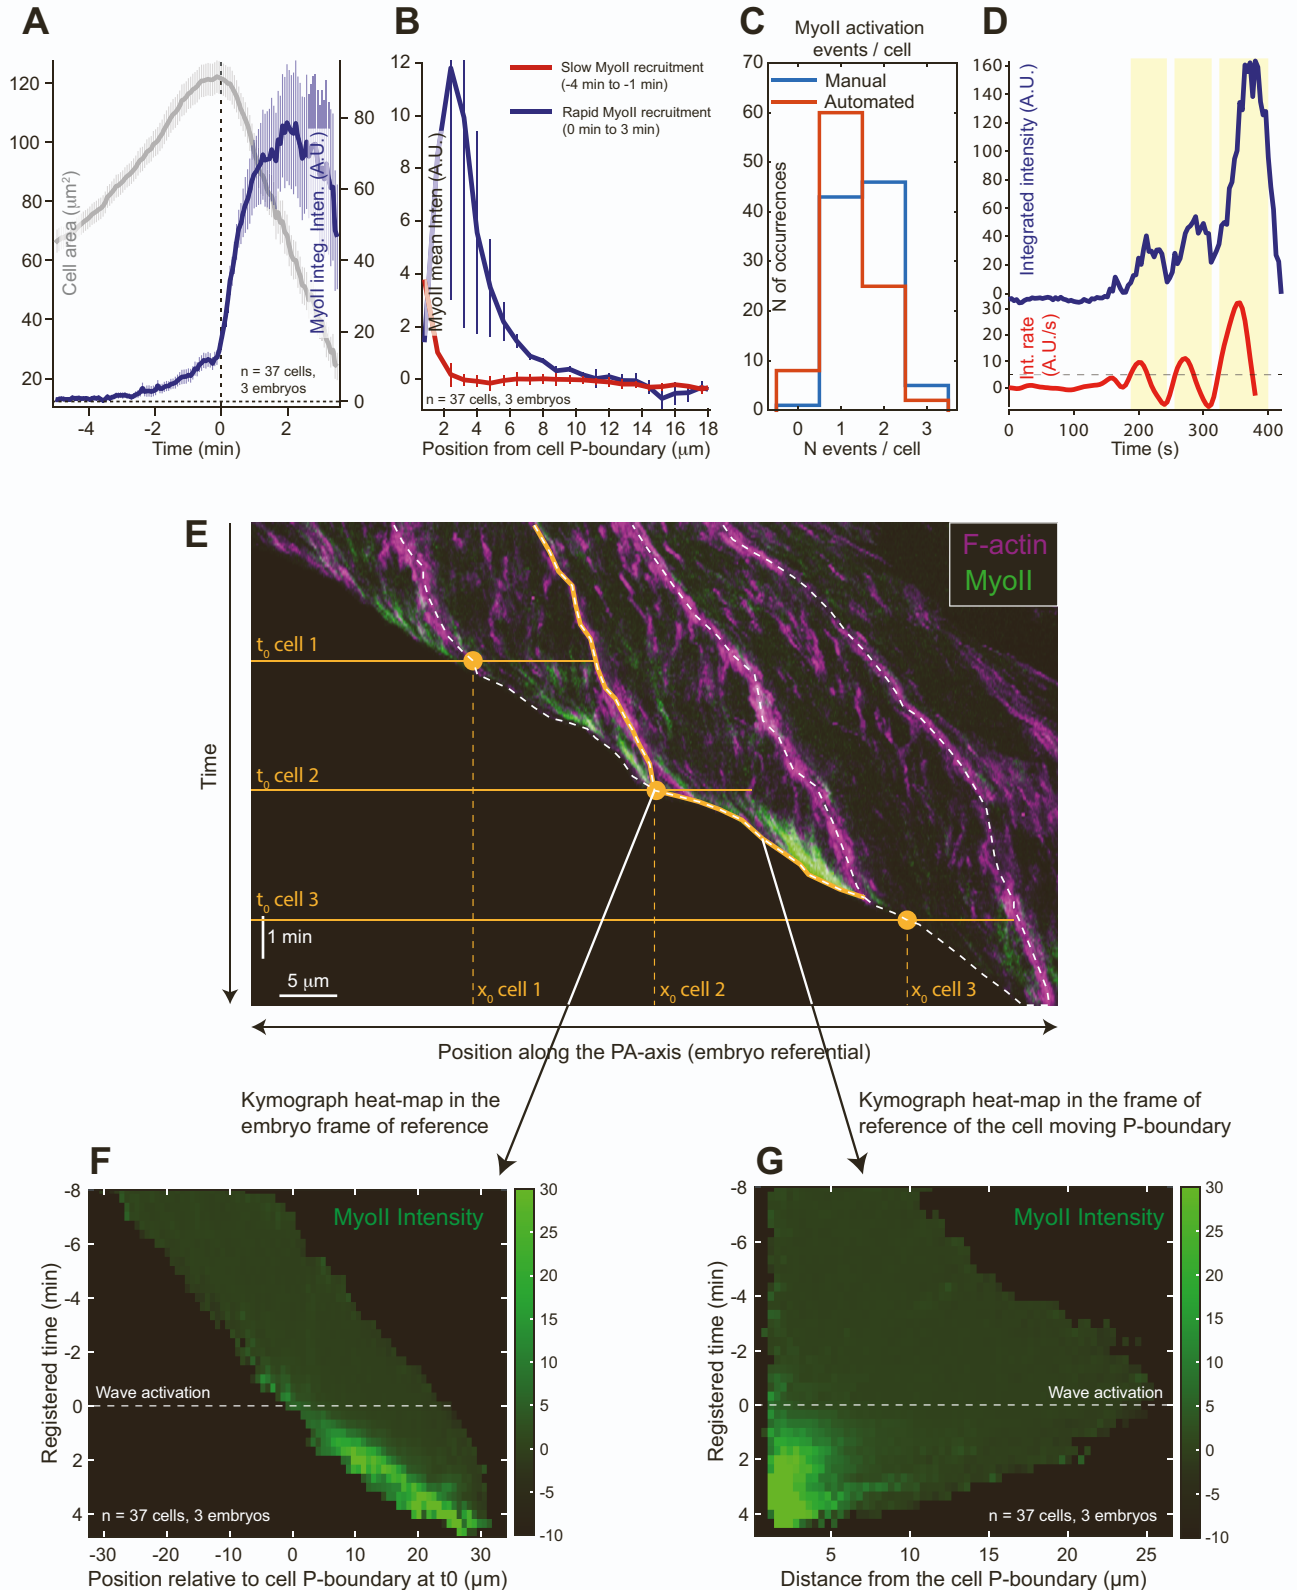 A
120
100
80
60
40
20
Cell area (μm²)
80
60
40
20
0
MyoII integ. Inten. (A.U.)
n = 37 cells,
3 embryos
-4
-2
0
2
Time (min)
B
12
10
8
6
4
2
0
MyoII mean Inten (A.U.)
Slow MyoII recruitment
(-4 min to -1 min)
Rapid MyoII recruitment
(0 min to 3 min)
n = 37 cells, 3 embryos
2 4 6 8 10 12 14 16 18
Position from cell P-boundary (μm)
C
MyoII activation
events / cell
70
60
50
40
30
20
10
0
N of occurrecnces
Manual
Automated
0 1 2 3
N events / cell
D
160
140
120
100
80
60
40
20
0
Integrated intensity (A.U.)
30
20
10
0
Int. rate
(A.U./s)
0 100 200 300 400
Time (s)
E
F-actin
MyoII
Time
t0 cell 1
t0 cell 2
t0 cell 3
1 min
5 μm
x0 cell 1
x0 cell 2
x0 cell 3
Position along the PA-axis (embryo referential)
Kymograph heat-map in the
embryo frame of reference
Kymograph heat-map in the frame of
reference of the cell moving P-boundary
F
MyoII Intensity
-8
-6
-4
-2
0
2
4
Registered time (min)
Wave activation
n = 37 cells, 3 embryos
-30 -20 -10 0 10 20 30
Position relative to cell P-boundary at t0 (μm)
30
25
20
15
10
5
0
-5
-10
G
MyoII Intensity
-8
-6
-4
-2
0
2
4
Registered time (min)
Wave activation
n = 37 cells, 3 embryos
5 10 15 20 25
Distance from the cell P-boundary (μm)
30
25
20
15
10
5
0
-5
-10